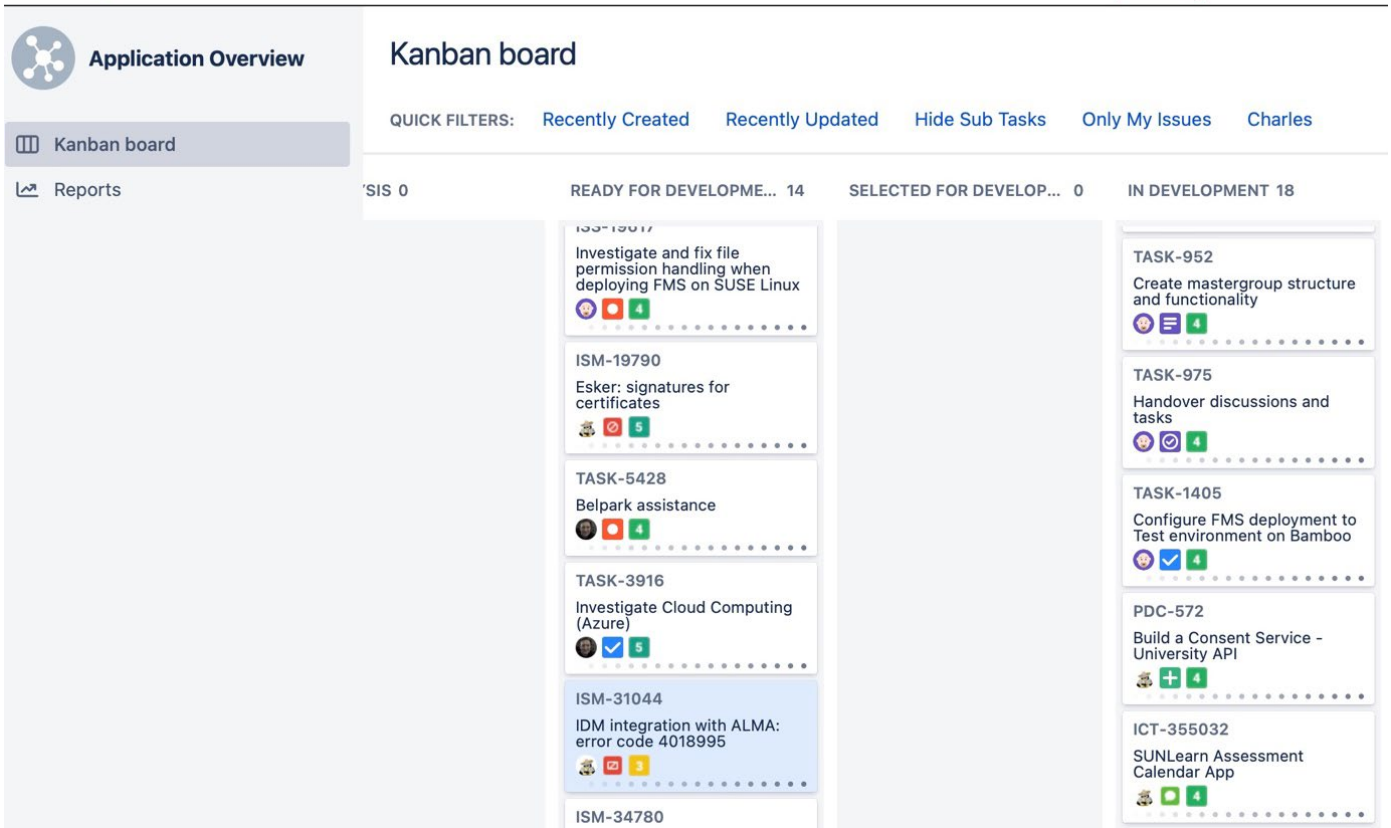 Application Overview
Kanban board
Reports
Kanban board
QUICK FILTERS: Recently Created Recently Updated Hide Sub Tasks Only My Issues Charles
YSIS 0
READY FOR DEVELOPME... 14
SELECTED FOR DEVELOP... 0
IN DEVELOPMENT 18
ISS-19617
Investigate and fix file
permission handling when
deploying FMS on SUSE Linux
4
ISM-19790
Esker: signatures for
certificates
5
TASK-5428
Belpark assistance
4
TASK-3916
Investigate Cloud Computing
(Azure)
5
ISM-31044
IDM integration with ALMA:
error code 4018995
3
ISM-34780
TASK-952
Create mastergroup structure
and functionality
4
TASK-975
Handover discussions and
tasks
4
TASK-1405
Configure FMS deployment to
Test environment on Bamboo
4
PDC-572
Build a Consent Service -
University API
4
ICT-355032
SUNLearn Assessment
Calendar App
4